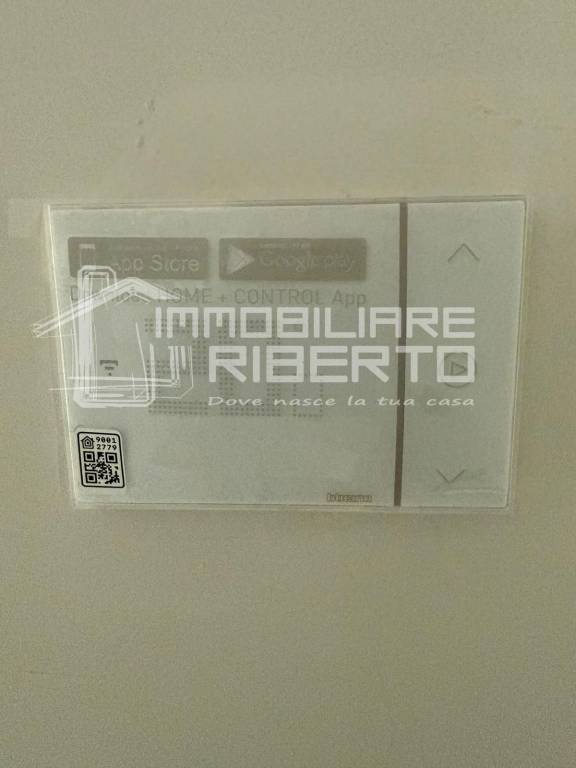 App Store
Google play
HOME + CONTROL App
IMMOBILIARE
RIBERTO
Dove nasce la tua casa
9001
2779
bticino